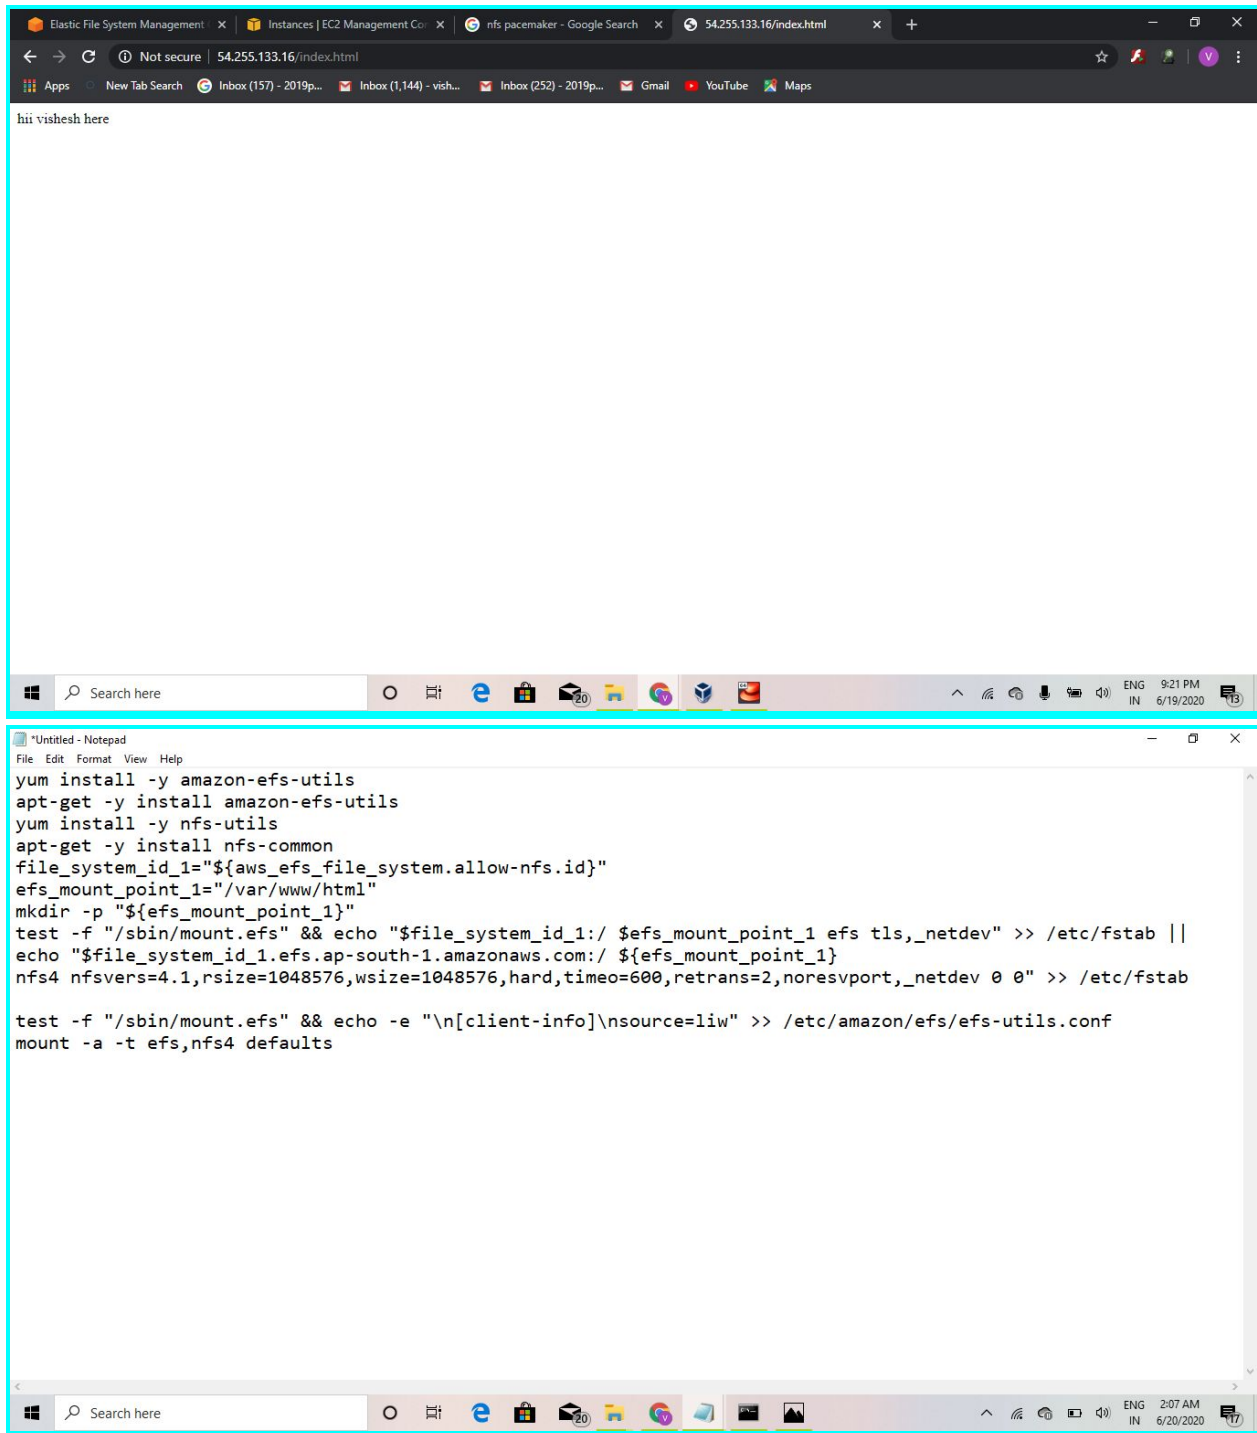 Elastic File System Management
Instances | EC2 Management Cor
nfs pacemaker - Google Search
54.255.133.16/index.html
Not secure | 54.255.133.16/index.html
Apps New Tab Search Inbox (157) - 2019p... Inbox (1,144) - vish... Inbox (252) - 2019p... Gmail YouTube Maps
hii vishesh here
Search here
20
ENG 9:21 PM
IN 6/19/2020
13
*Untitled - Notepad
File Edit Format View Help
yum install -y amazon-efs-utils
apt-get -y install amazon-efs-utils
yum install -y nfs-utils
apt-get -y install nfs-common
file_system_id_1="${aws_efs_file_system.allow-nfs.id}"
efs_mount_point_1="/var/www/html"
mkdir -p "${efs_mount_point_1}"
test -f "/sbin/mount.efs" && echo "$file_system_id_1:/ $efs_mount_point_1 efs tls,_netdev" >> /etc/fstab ||
echo "$file_system_id_1.efs.ap-south-1.amazonaws.com:/ ${efs_mount_point_1}
nfs4 nfsvers=4.1,rsize=1048576,wsize=1048576,hard,timeo=600,retrans=2,noresvport,_netdev 0 0" >> /etc/fstab
test -f "/sbin/mount.efs" && echo -e "\n[client-info]\nsource=liw" >> /etc/amazon/efs/efs-utils.conf
mount -a -t efs,nfs4 defaults
Search here
20
ENG 2:07 AM
IN 6/20/2020
17